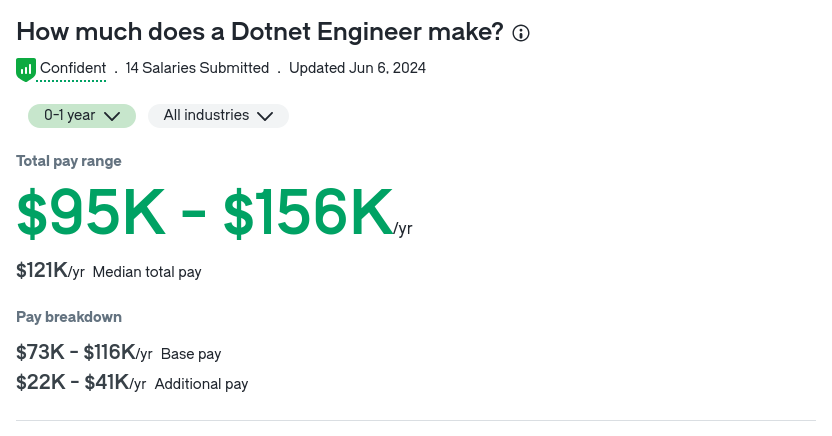 How much does a Dotnet Engineer make?
Confident . 14 Salaries Submitted . Updated Jun 6, 2024
0-1 year All industries
Total pay range
$95K - $156K/yr
$121K/yr Median total pay
Pay breakdown
$73K - $116K/yr Base pay
$22K - $41K/yr Additional pay